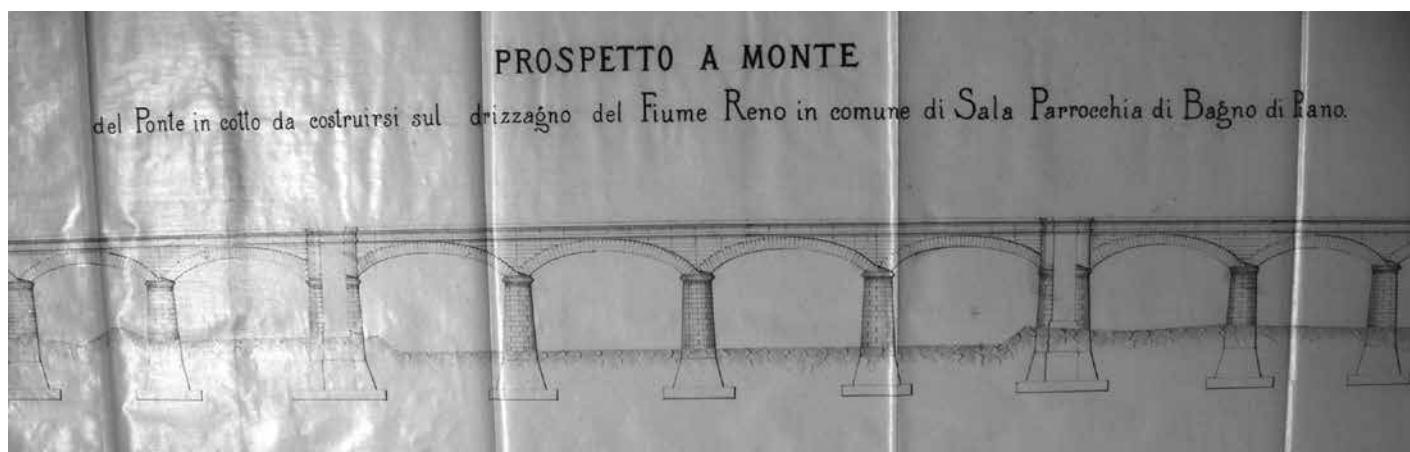 PROSPETTO A MONTE
del Ponte in cotto da costruirsi sul drizzagno del Fiume Reno in comune di Sala Parrocchia di Bagno di Piano.